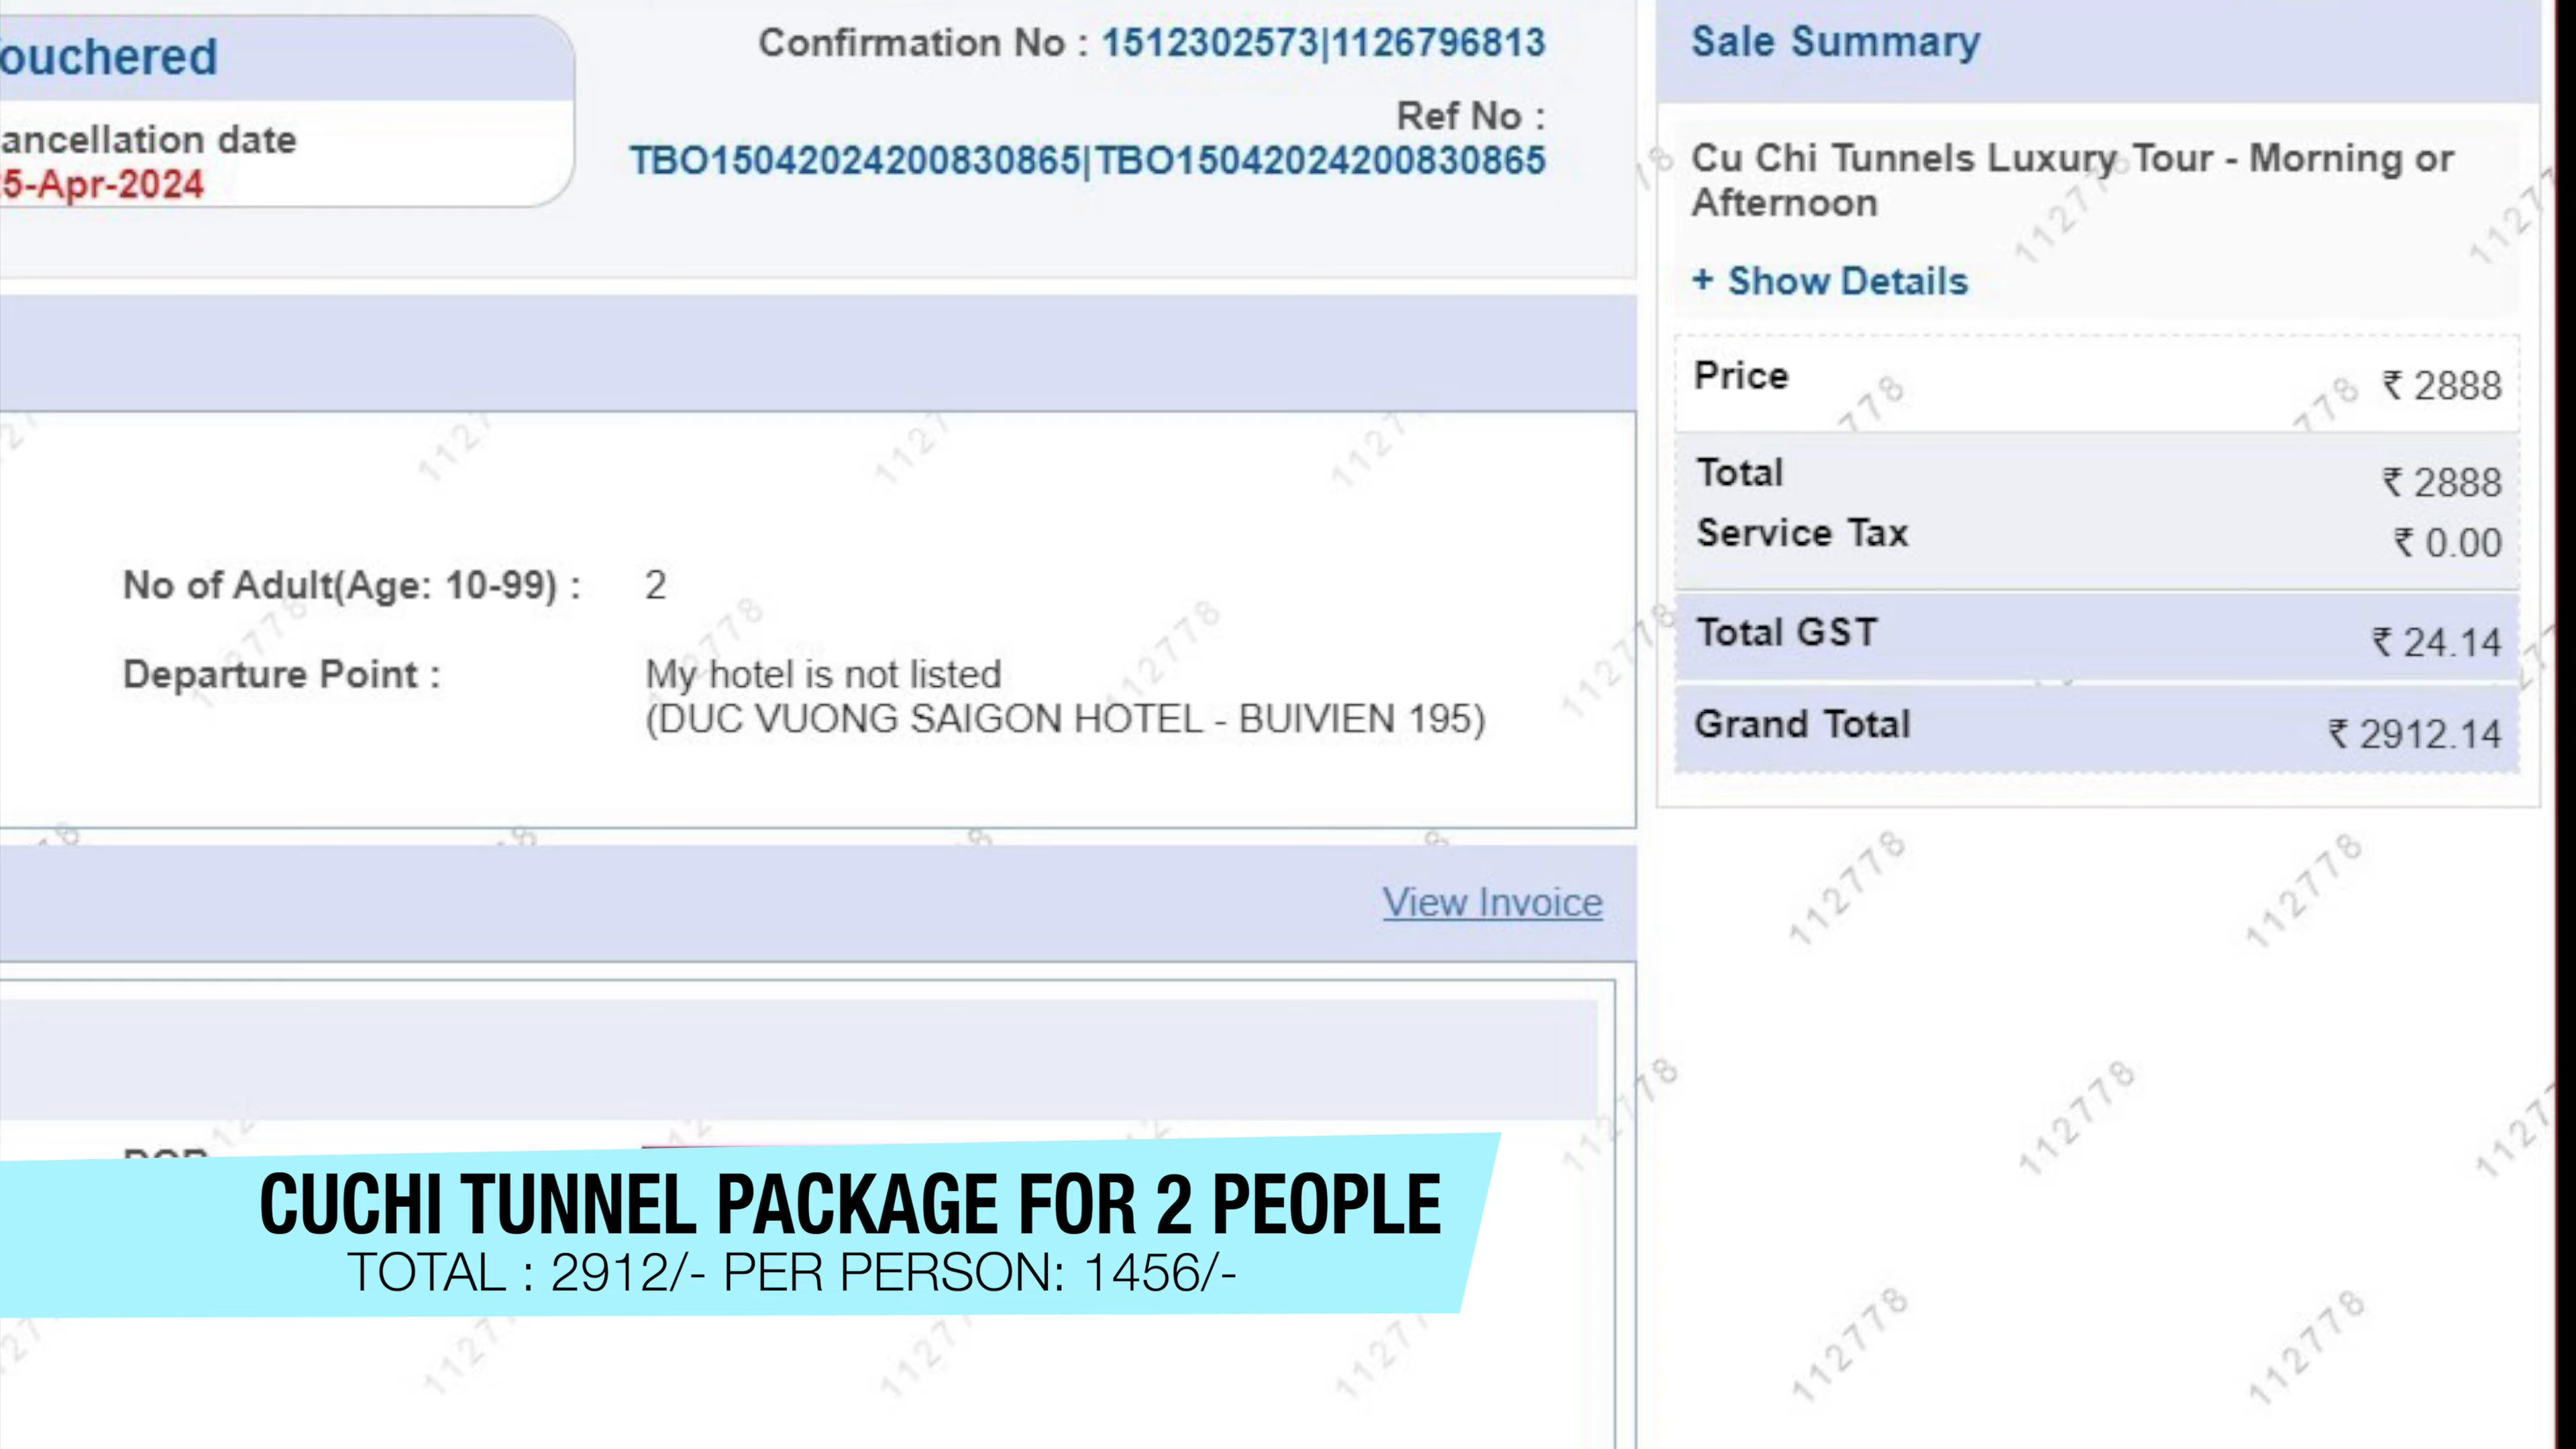 ouchered
ancellation date
5-Apr-2024
Confirmation No : 1512302573|1126796813
Ref No :
TBO15042024200830865|TBO15042024200830865
No of Adult(Age: 10-99) : 2
Departure Point : My hotel is not listed
(DUC VUONG SAIGON HOTEL - BUIVIEN 195)
View Invoice
Sale Summary
Cu Chi Tunnels Luxury Tour - Morning or
Afternoon
+ Show Details
Price ₹ 2888
Total ₹ 2888
Service Tax ₹ 0.00
Total GST ₹ 24.14
Grand Total ₹ 2912.14
112778
CUCHI TUNNEL PACKAGE FOR 2 PEOPLE
TOTAL : 2912/- PER PERSON: 1456/-